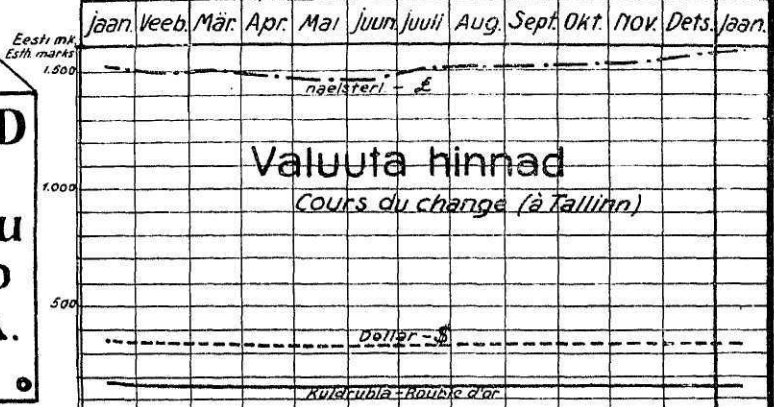 jaan. Veeb. Mär. Apr. Mai juun. juuli Aug. Sept. Okt. Nov. Dets. jaan.
Eesti mk.
Esth. marks
1.500
naelsterl - £
D
Valuuta hinnad
1.000
Cours du change (à Tallinn)
u
500
Dollar - $
Kuldrubla - Rouble d'or